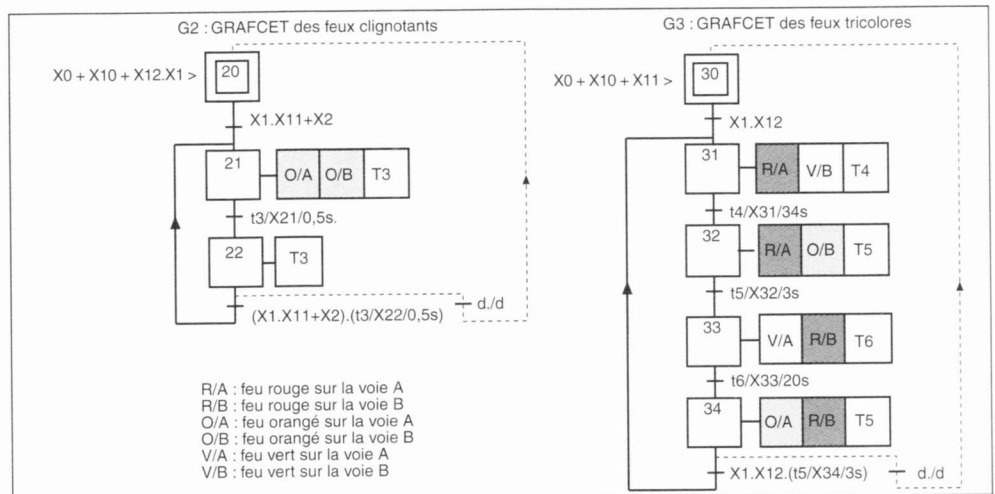 G2 : GRAFCET des feux clignotants
X0 + X10 + X12.X1 >
20
X1.X11+X2
21
O/A O/B T3
t3/X21/0,5s.
22
T3
(X1.X11+X2).(t3/X22/0,5s)
d./d
R/A : feu rouge sur la voie A
R/B : feu rouge sur la voie B
O/A : feu orangé sur la voie A
O/B : feu orangé sur la voie B
V/A : feu vert sur la voie A
V/B : feu vert sur la voie B
G3 : GRAFCET des feux tricolores
X0 + X10 + X11 >
30
X1.X12
31
R/A V/B T4
t4/X31/34s
32
R/A O/B T5
t5/X32/3s
33
V/A R/B T6
t6/X33/20s
34
O/A R/B T5
X1.X12.(t5/X34/3s)
d./d